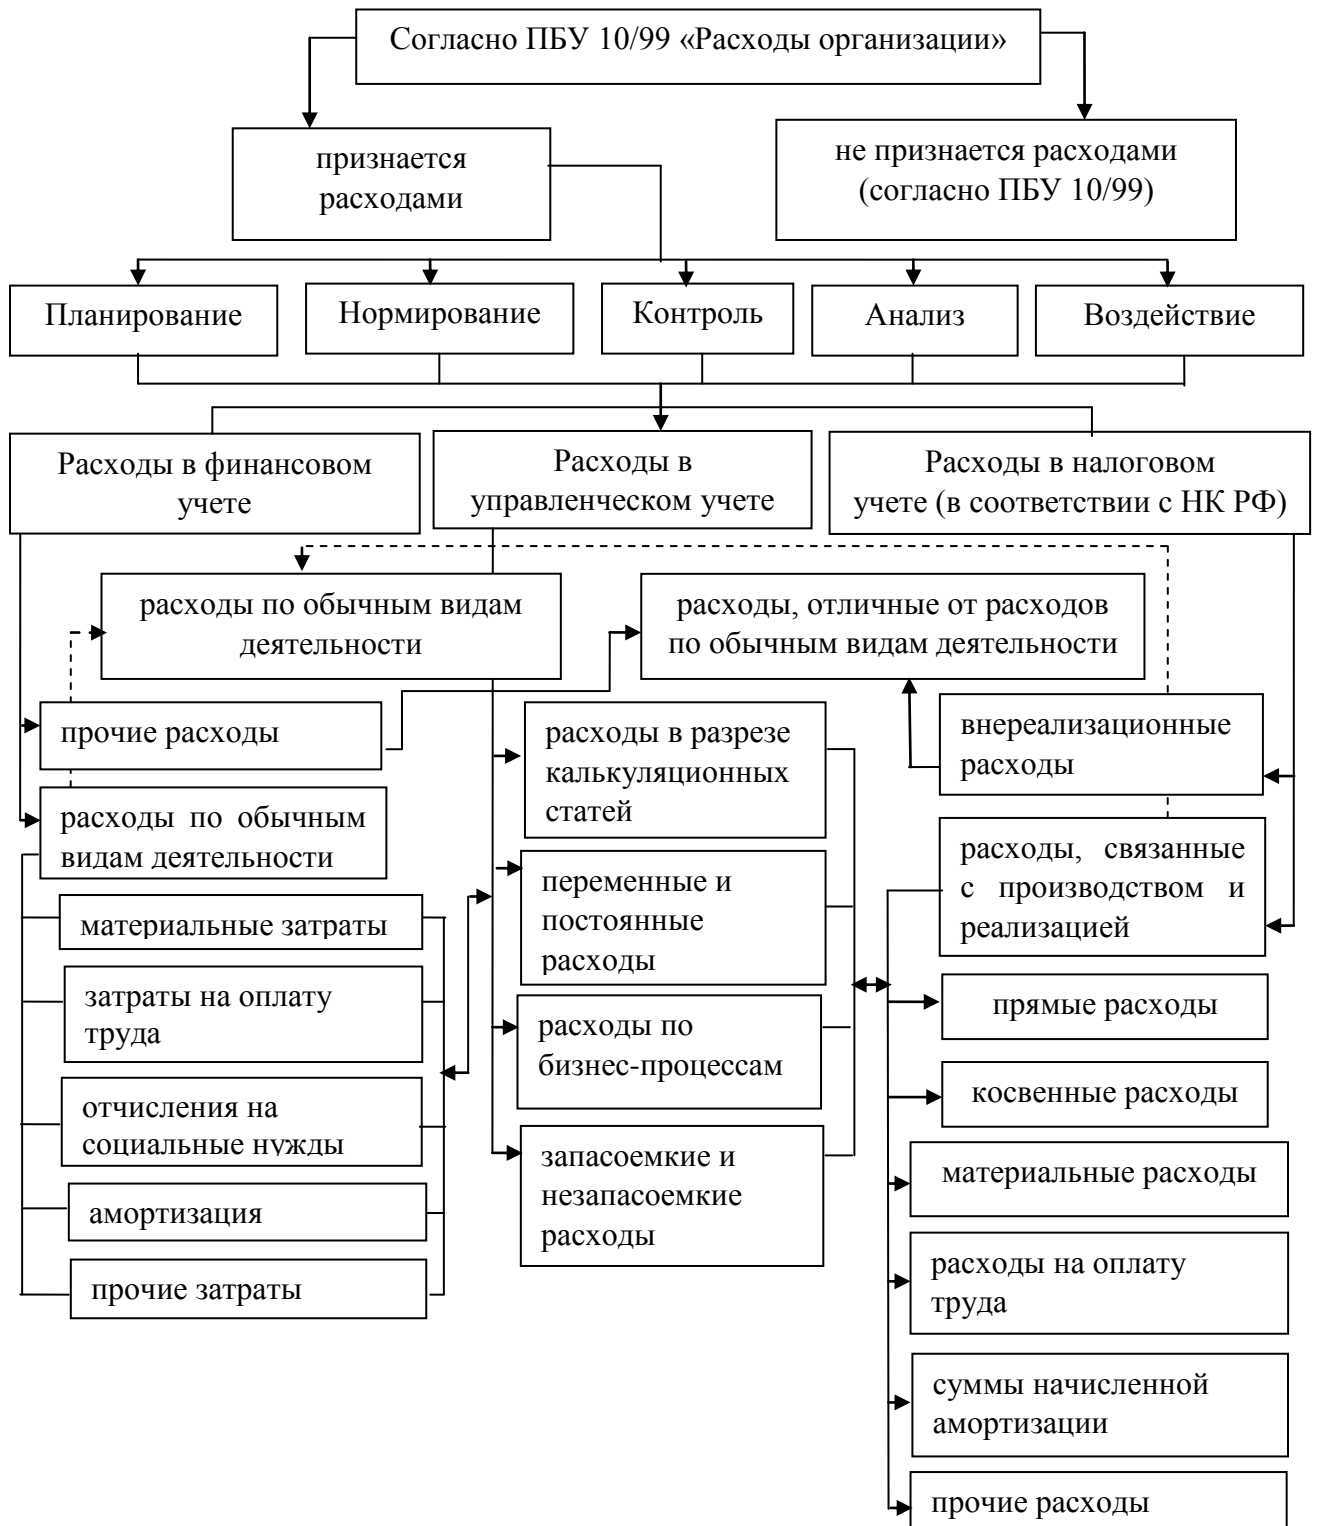 Согласно ПБУ 10/99 «Расходы организации»
признается
расходами
не признается расходами
(согласно ПБУ 10/99)
Планирование
Нормирование
Контроль
Анализ
Воздействие
Расходы в финансовом
учете
Расходы в
управленческом учете
Расходы в налоговом
учете (в соответствии с НК РФ)
расходы по обычным видам
деятельности
расходы, отличные от расходов
по обычным видам деятельности
прочие расходы
расходы по обычным
видам деятельности
материальные затраты
затраты на оплату
труда
отчисления на
социальные нужды
амортизация
прочие затраты
расходы в разрезе
калькуляционных
статей
переменные и
постоянные
расходы
расходы по
бизнес-процессам
запасоемкие и
незапасоемкие
расходы
внереализационные
расходы
расходы, связанные
с производством и
реализацией
прямые расходы
косвенные расходы
материальные расходы
расходы на оплату
труда
суммы начисленной
амортизации
прочие расходы